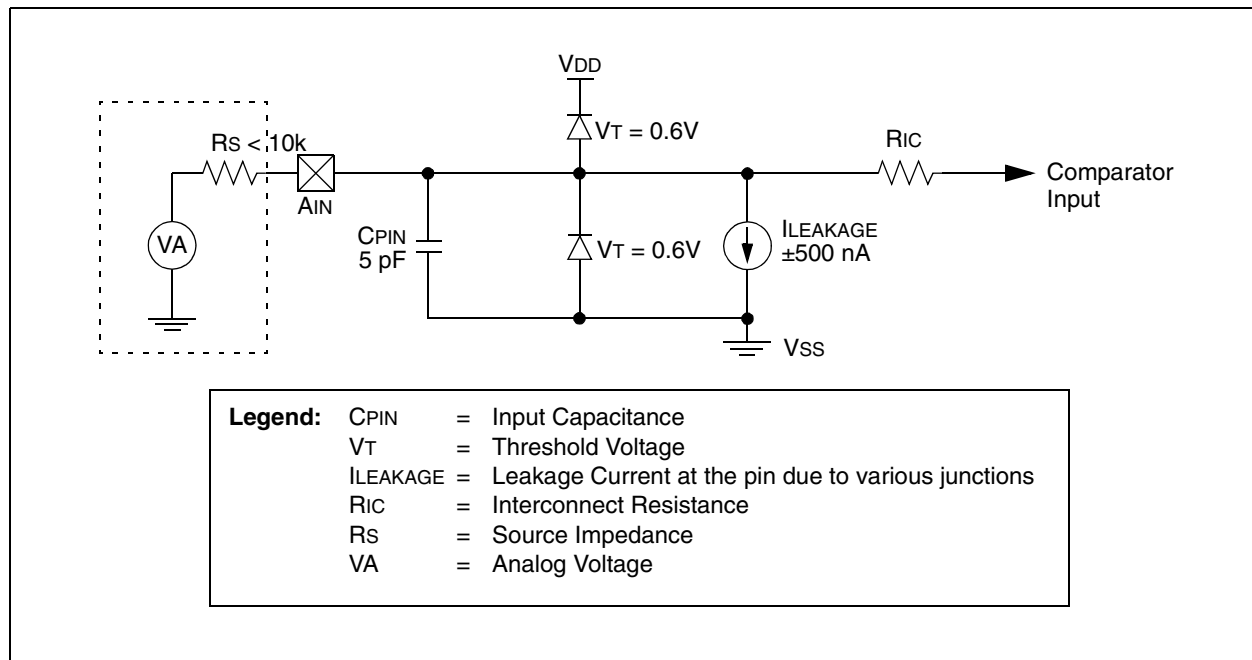 VDD
VT = 0.6V
RS < 10k
RIC
AIN
Comparator
Input
VA
CPIN
5 pF
VT = 0.6V
ILEAKAGE
±500 nA
VSS
Legend: CPIN = Input Capacitance
VT = Threshold Voltage
ILEAKAGE = Leakage Current at the pin due to various junctions
RIC = Interconnect Resistance
RS = Source Impedance
VA = Analog Voltage